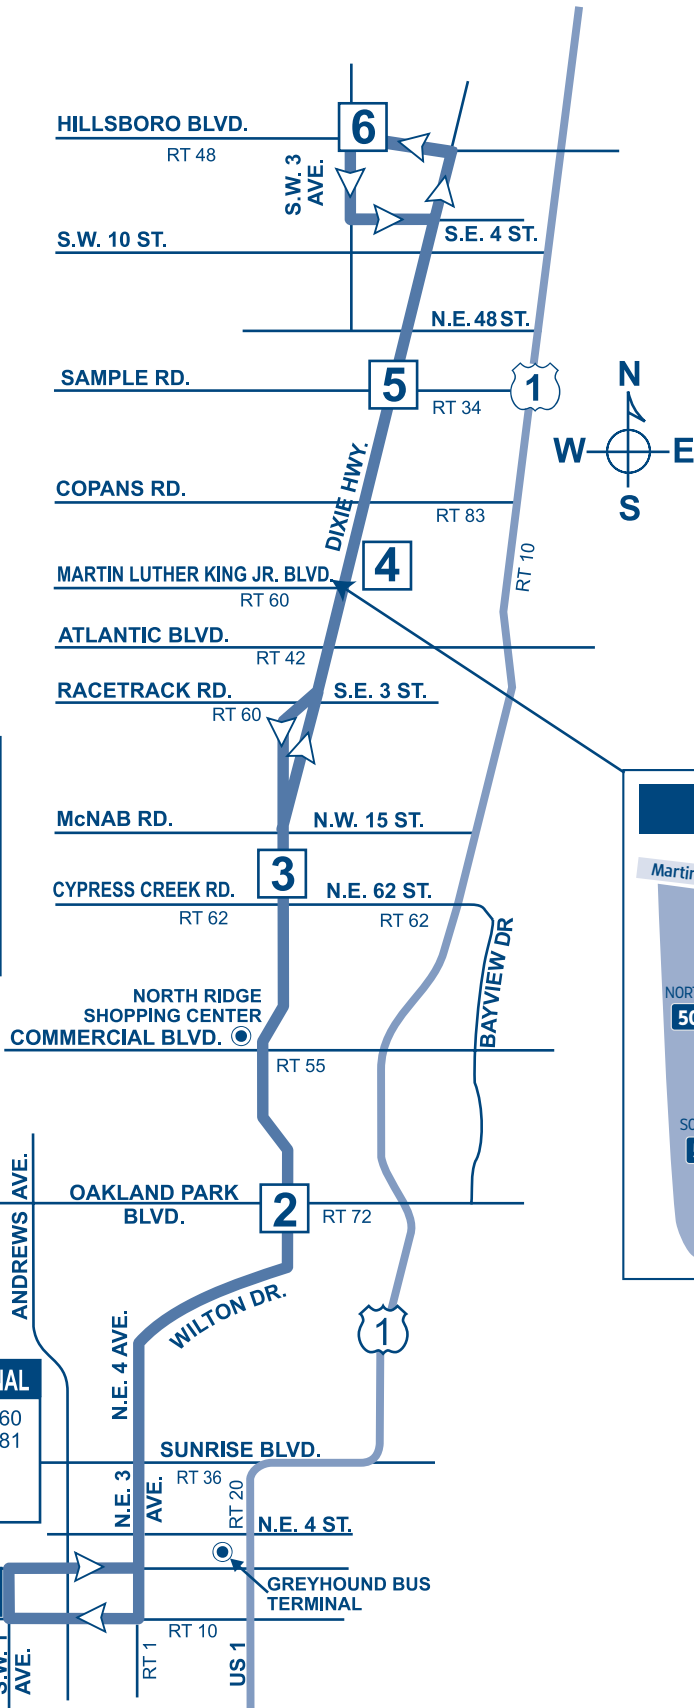 HILLSBORO BLVD.
6
RT 48
S.W. 3
AVE.
S.W. 10 ST.
S.E. 4 ST.
N.E. 48 ST.
SAMPLE RD.
5
RT 34
1
N
W
E
S
COPANS RD.
RT 83
DIXIE HWY.
4
RT 10
MARTIN LUTHER KING JR. BLVD.
RT 60
ATLANTIC BLVD.
RT 42
RACETRACK RD.
S.E. 3 ST.
RT 60
McNAB RD.
N.W. 15 ST.
3
CYPRESS CREEK RD.
N.E. 62 ST.
RT 62
RT 62
BAYVIEW DR
NORTH RIDGE
SHOPPING CENTER
COMMERCIAL BLVD.
RT 55
ANDREWS AVE.
OAKLAND PARK
BLVD.
2
RT 72
WILTON DR.
N.E. 4 AVE.
1
SUNRISE BLVD.
RT 36
N.E. 3
AVE.
RT 20
N.E. 4 ST.
GREYHOUND BUS
TERMINAL
RT 10
RT 1
US 1
AVE.
60
81